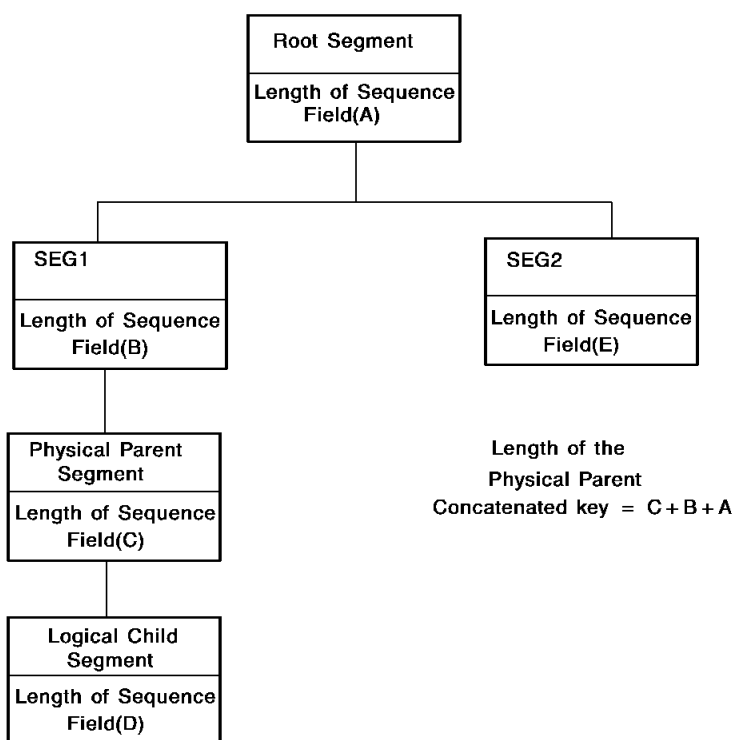 Root Segment
Length of Sequence
Field(A)
SEG1
Length of Sequence
Field(B)
SEG2
Length of Sequence
Field(E)
Physical Parent
Segment
Length of Sequence
Field(C)
Length of the
Physical Parent
Concatenated key = C+B+A
Logical Child
Segment
Length of Sequence
Field(D)